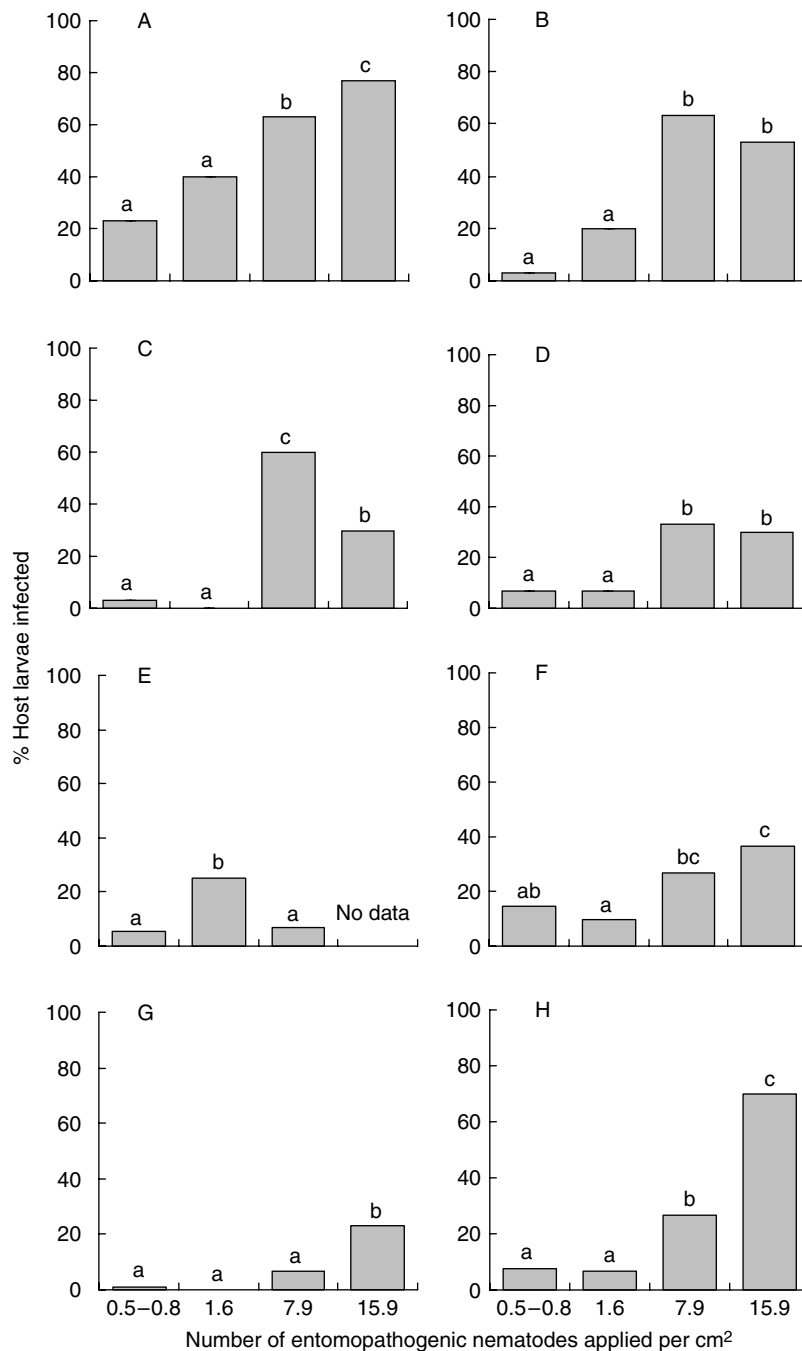 % Host larvae infected
A
100
80
60
40
20
0
a
a
b
c
B
100
80
60
40
20
0
a
a
b
b
C
100
80
60
40
20
0
a
a
c
b
D
100
80
60
40
20
0
a
a
b
b
E
100
80
60
40
20
0
a
b
a
No data
F
100
80
60
40
20
0
ab
a
bc
c
G
100
80
60
40
20
0
a
a
a
b
0.5–0.8 1.6 7.9 15.9
H
100
80
60
40
20
0
a
a
b
c
0.5–0.8 1.6 7.9 15.9
Number of entomopathogenic nematodes applied per cm²